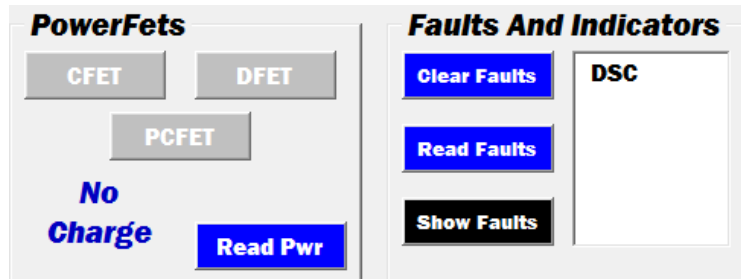 PowerFets
CFET
DFET
PCFET
No
Charge
Read Pwr
Faults And Indicators
Clear Faults
DSC
Read Faults
Show Faults